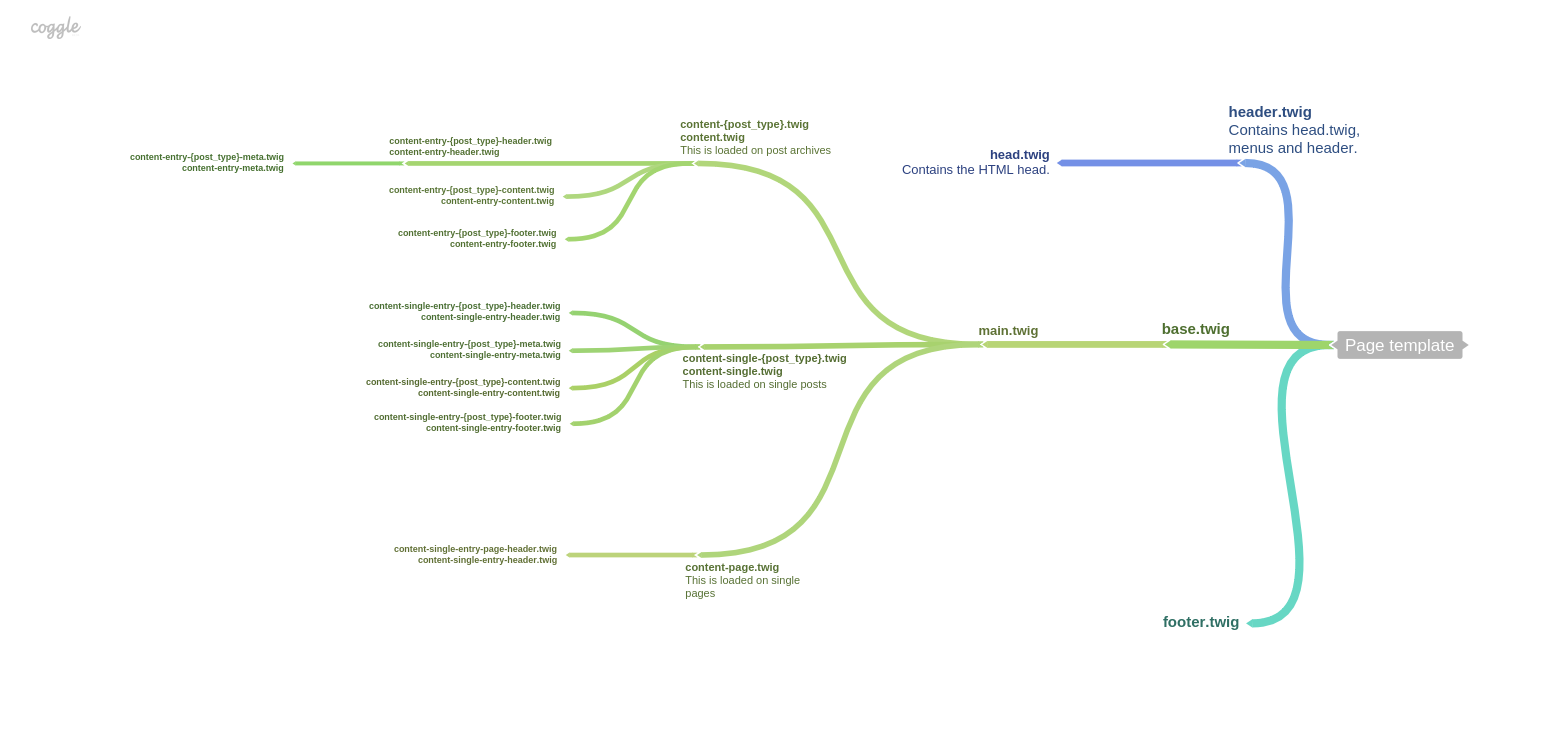 coggle
header.twig
Contains head.twig,
menus and header.
head.twig
Contains the HTML head.
content-{post_type}.twig
content.twig
This is loaded on post archives
content-entry-{post_type}-header.twig
content-entry-header.twig
content-entry-{post_type}-meta.twig
content-entry-meta.twig
content-entry-{post_type}-content.twig
content-entry-content.twig
content-entry-{post_type}-footer.twig
content-entry-footer.twig
content-single-entry-{post_type}-header.twig
content-single-entry-header.twig
content-single-entry-{post_type}-meta.twig
content-single-entry-meta.twig
content-single-entry-{post_type}-content.twig
content-single-entry-content.twig
content-single-entry-{post_type}-footer.twig
content-single-entry-footer.twig
content-single-{post_type}.twig
content-single.twig
This is loaded on single posts
main.twig
base.twig
Page template
content-single-entry-page-header.twig
content-single-entry-header.twig
content-page.twig
This is loaded on single
pages
footer.twig